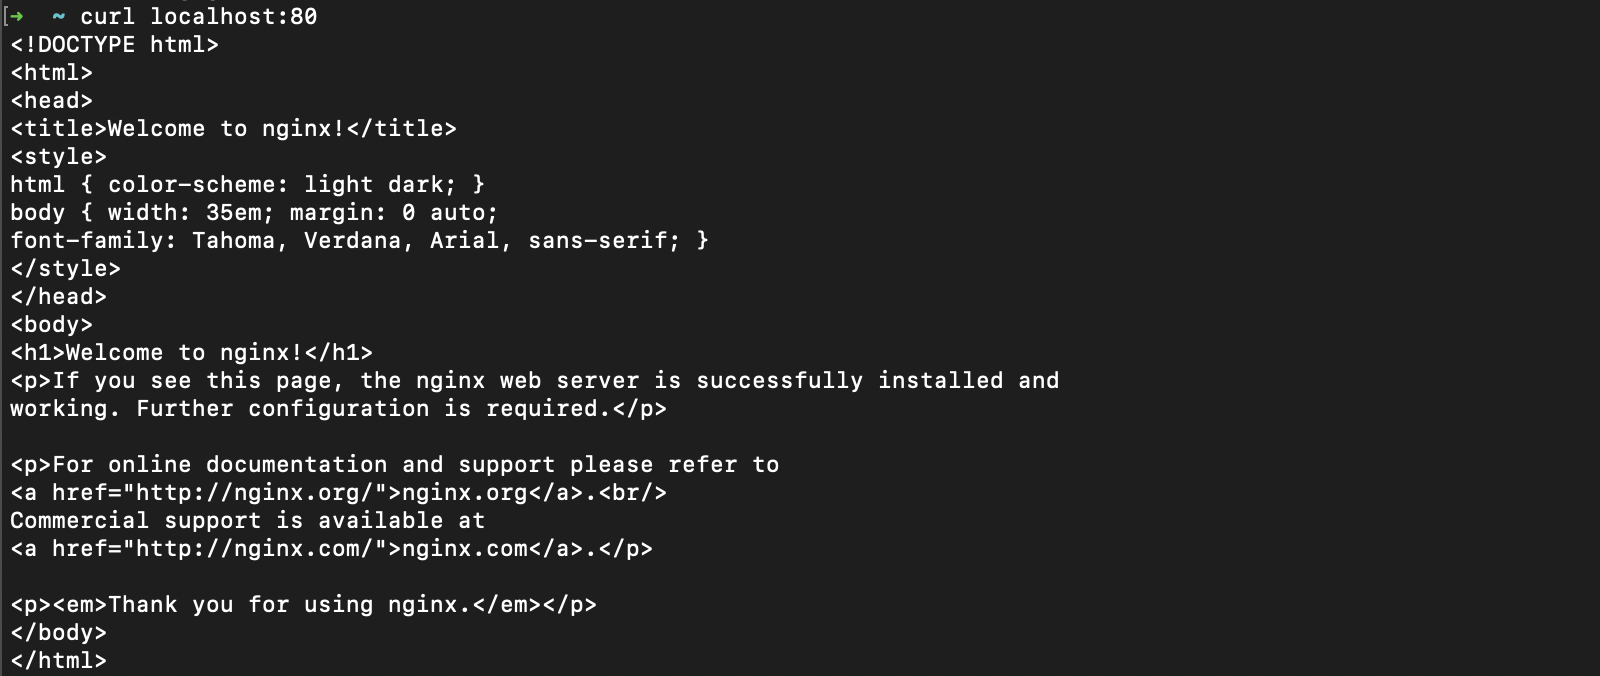 [➜  ~ curl localhost:80
<!DOCTYPE html>
<html>
<head>
<title>Welcome to nginx!</title>
<style>
html { color-scheme: light dark; }
body { width: 35em; margin: 0 auto;
font-family: Tahoma, Verdana, Arial, sans-serif; }
</style>
</head>
<body>
<h1>Welcome to nginx!</h1>
<p>If you see this page, the nginx web server is successfully installed and
working. Further configuration is required.</p>

<p>For online documentation and support please refer to
<a href="http://nginx.org/">nginx.org</a>.<br/>
Commercial support is available at
<a href="http://nginx.com/">nginx.com</a>.</p>

<p><em>Thank you for using nginx.</em></p>
</body>
</html>